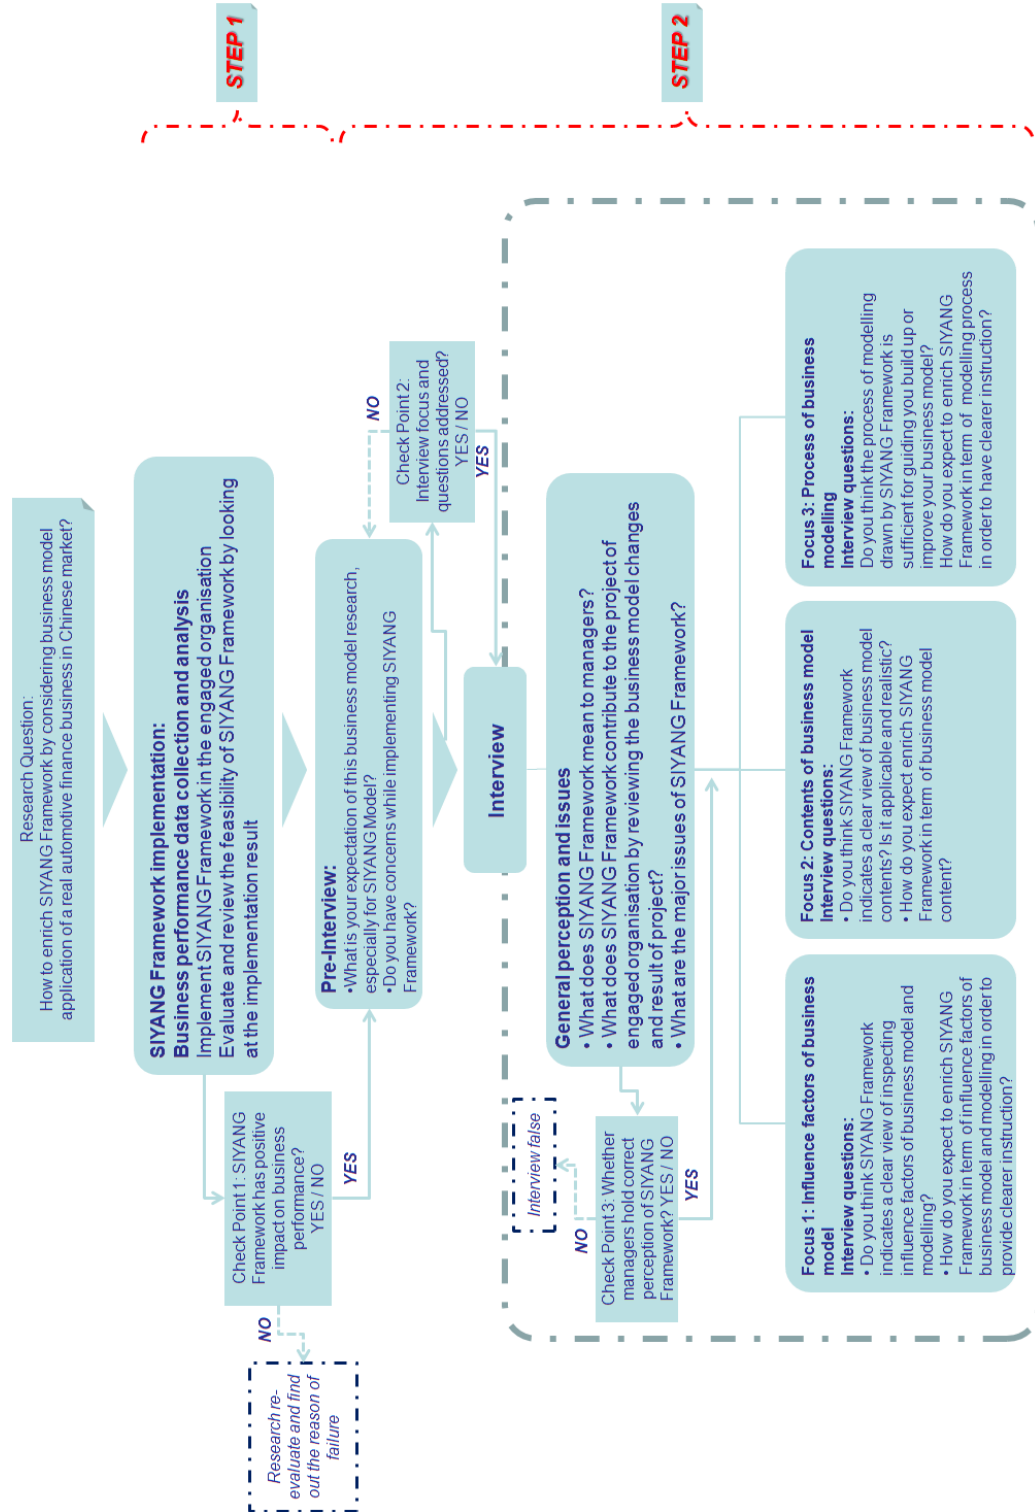 Research Question:
How to enrich SIYANG Framework by considering business model
application of a real automotive finance business in Chinese market?
STEP 1
SIYANG Framework implementation:
Business performance data collection and analysis
Implement SIYANG Framework in the engaged organisation
Evaluate and review the feasibility of SIYANG Framework by looking
at the implementation result
Check Point 1: SIYANG
Framework has positive
impact on business
performance?
YES / NO
NO
Research re-
evaluate and find
out the reason of
failure
YES
STEP 2
Pre-Interview:
•What is your expectation of this business model research,
especially for SIYANG Model?
•Do you have concerns while implementing SIYANG
Framework?
NO
Check Point 2:
Interview focus and
questions addressed?
YES / NO
YES
Interview
General perception and issues
• What does SIYANG Framework mean to managers?
• What does SIYANG Framework contribute to the project of
engaged organisation by reviewing the business model changes
and result of project?
• What are the major issues of SIYANG Framework?
Interview false
NO
Check Point 3: Whether
managers hold correct
perception of SIYANG
Framework? YES / NO
YES
Focus 1: Influence factors of business
model
Interview questions:
• Do you think SIYANG Framework
indicates a clear view of inspecting
influence factors of business model and
modelling?
• How do you expect to enrich SIYANG
Framework in term of influence factors of
business model and modelling in order to
provide clearer instruction?
Focus 2: Contents of business model
Interview questions:
• Do you think SIYANG Framework
indicates a clear view of business model
contents? Is it applicable and realistic?
• How do you expect enrich SIYANG
Framework in term of business model
content?
Focus 3: Process of business
modelling
Interview questions:
Do you think the process of modelling
drawn by SIYANG Framework is
sufficient for guiding you build up or
improve your business model?
How do you expect to enrich SIYANG
Framework in term of modelling process
in order to have clearer instruction?